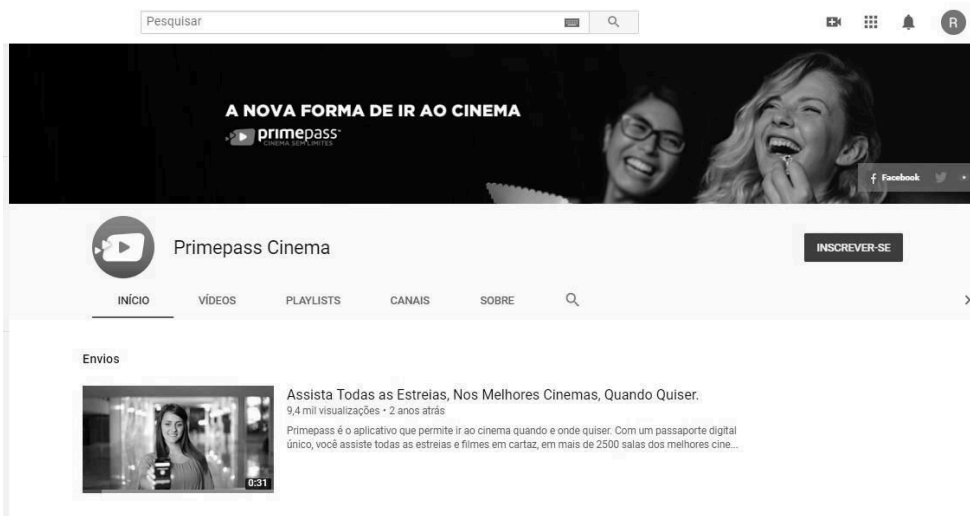 Pesquisar
R
A NOVA FORMA DE IR AO CINEMA
primepass
CINEMA SEM LIMITES
Facebook
Primepass Cinema
INSCREVER-SE
INÍCIO VÍDEOS PLAYLISTS CANAIS SOBRE
Envios
Assista Todas as Estreias, Nos Melhores Cinemas, Quando Quiser.
9,4 mil visualizações • 2 anos atrás
Primepass é o aplicativo que permite ir ao cinema quando e onde quiser. Com um passaporte digital
único, você assiste todas as estreias e filmes em cartaz, em mais de 2500 salas dos melhores cine...
0:31